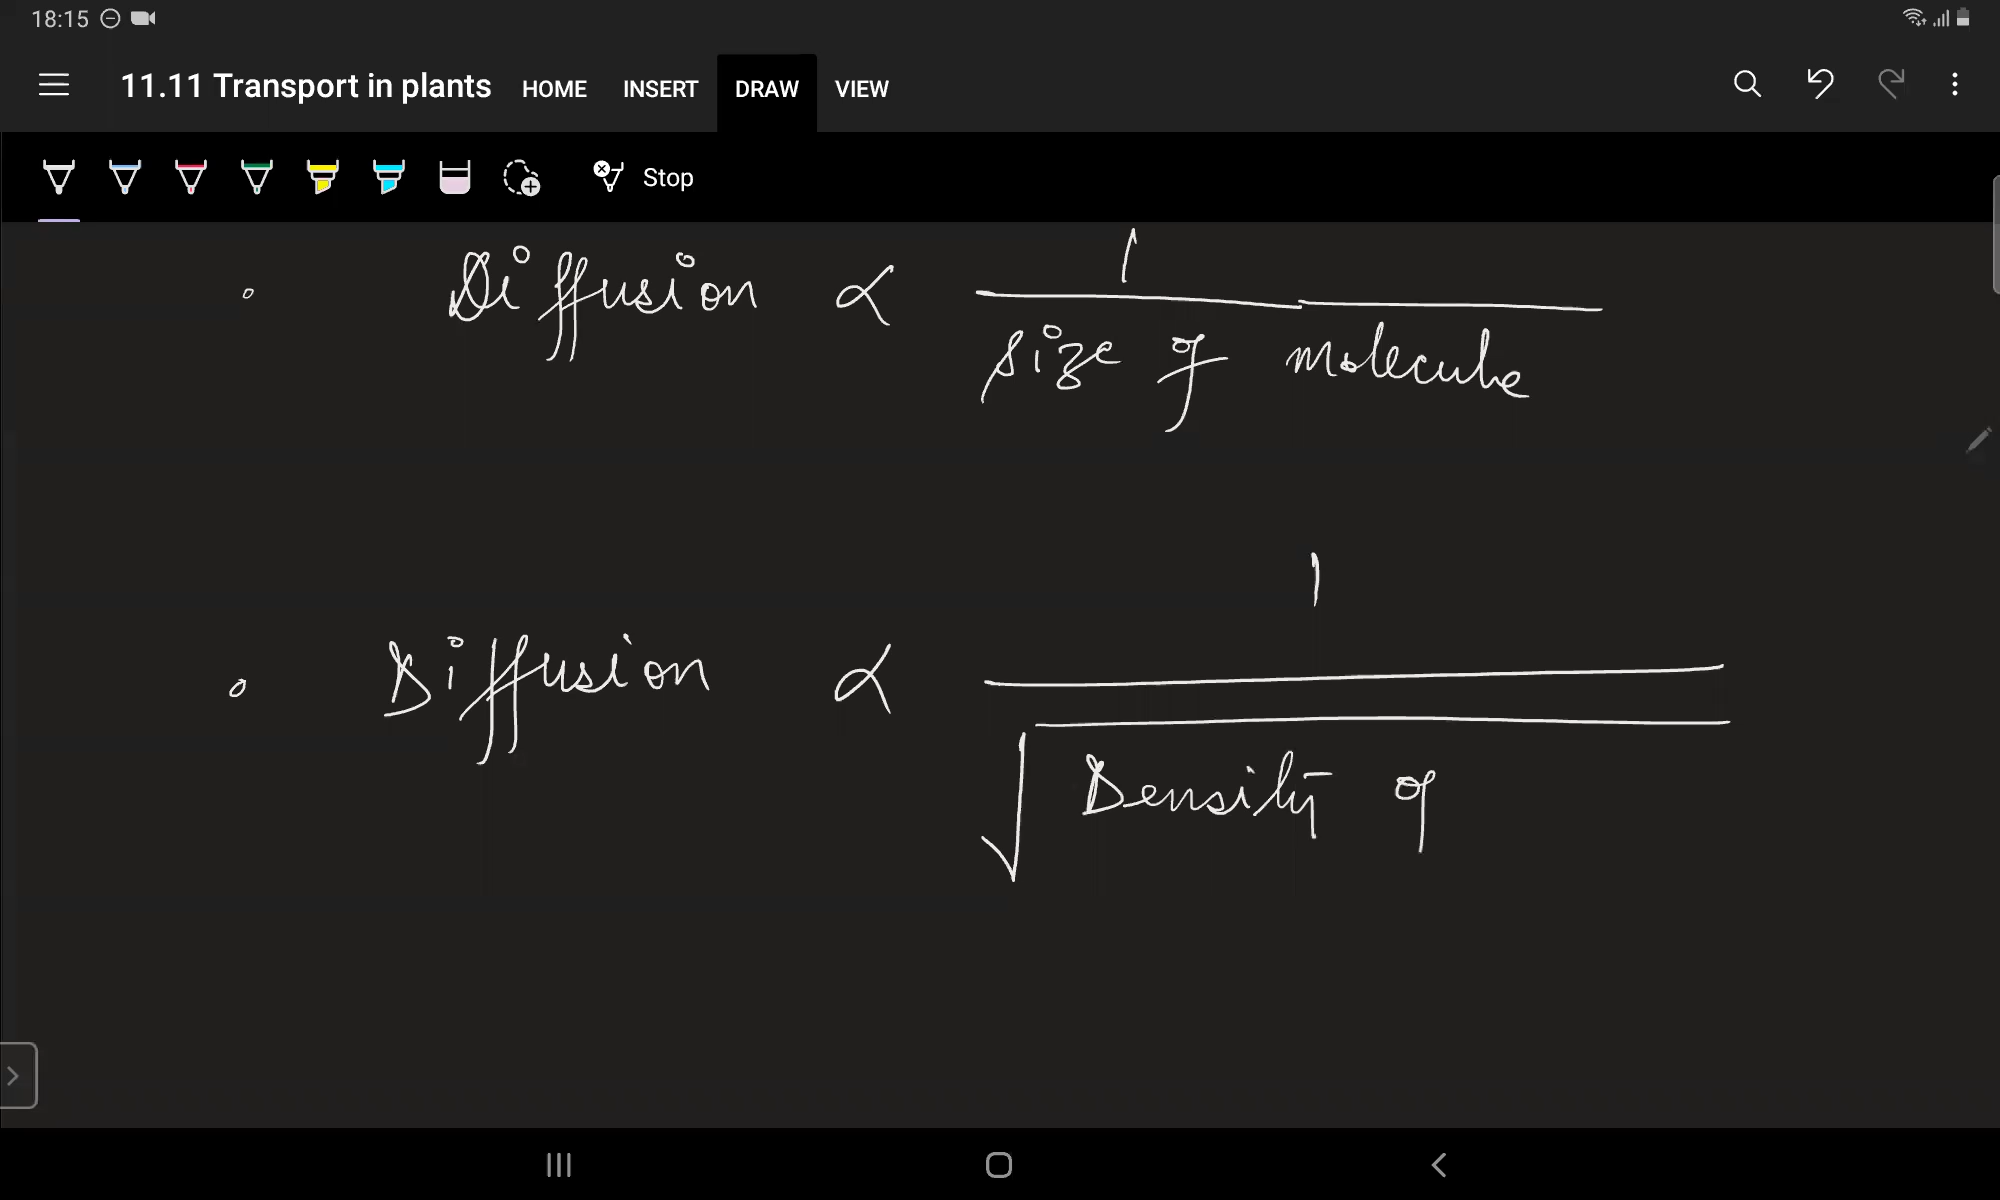 18:15
11.11 Transport in plants HOME INSERT DRAW VIEW
Stop
∘ Diffusion ∝ 1 / size of molecule
∘ Diffusion ∝ 1 / √Density of